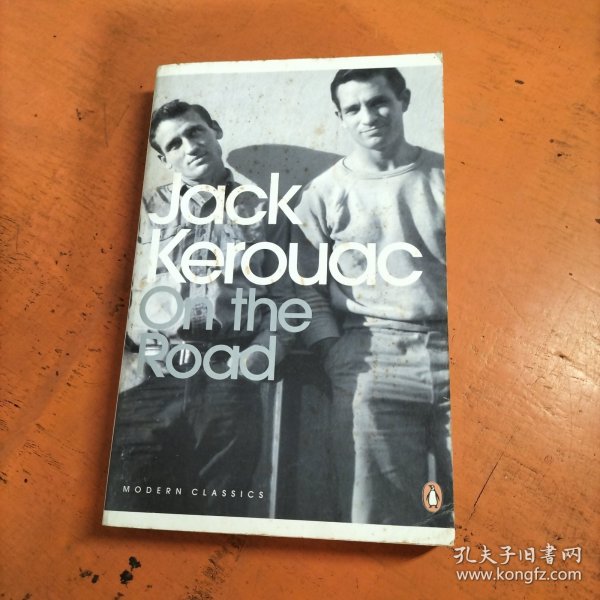 Jack
Kerouac
On the
Road
MODERN CLASSICS
孔夫子旧书网
www.kongfz.com